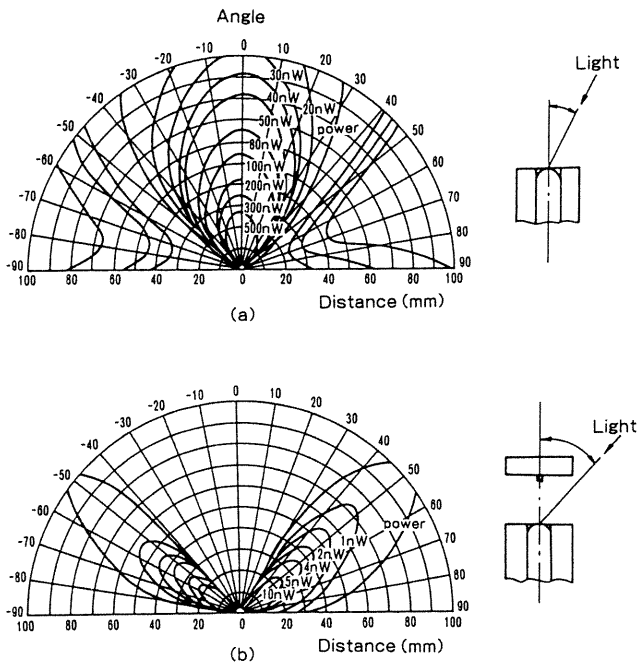 Angle
-10 0 10
-20 20
-30 30
-40 40
-50 50
-60 60
-70 70
-80 80
-90 90
30nW
40nW 20nW
50nW power
80nW
100nW
200nW
300nW
500nW
100 80 60 40 20 0 20 40 60 80 100
Distance (mm)
(a)
Light
-10 0 10
-20 20
-30 30
-40 40
-50 50
-60 60
-70 70
-80 80
-90 90
power
1nW
2nW
4nW
5nW
10nW
100 80 60 40 20 0 20 40 60 80 100
Distance (mm)
(b)
Light